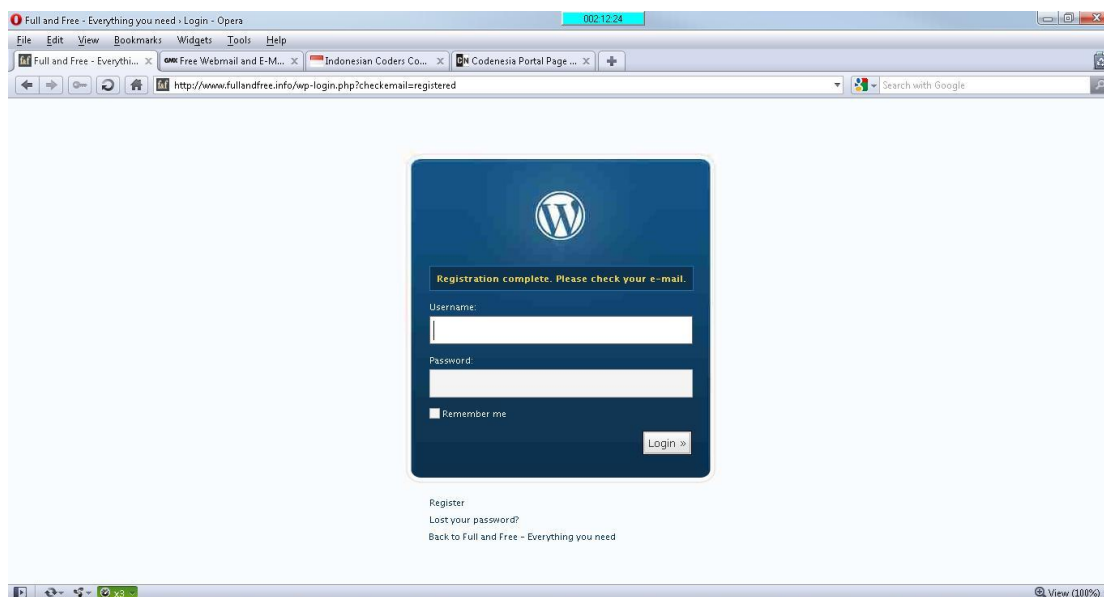 Full and Free - Everything you need › Login - Opera
002:12:24
File Edit View Bookmarks Widgets Tools Help
Full and Free - Everythi...
GMX Free Webmail and E-M...
Indonesian Coders Co...
CN Codenesia Portal Page ...
http://www.fullandfree.info/wp-login.php?checkemail=registered
Search with Google
W
Registration complete. Please check your e-mail.
Username:
Password:
Remember me
Login »
Register
Lost your password?
Back to Full and Free - Everything you need
x3
View (100%)